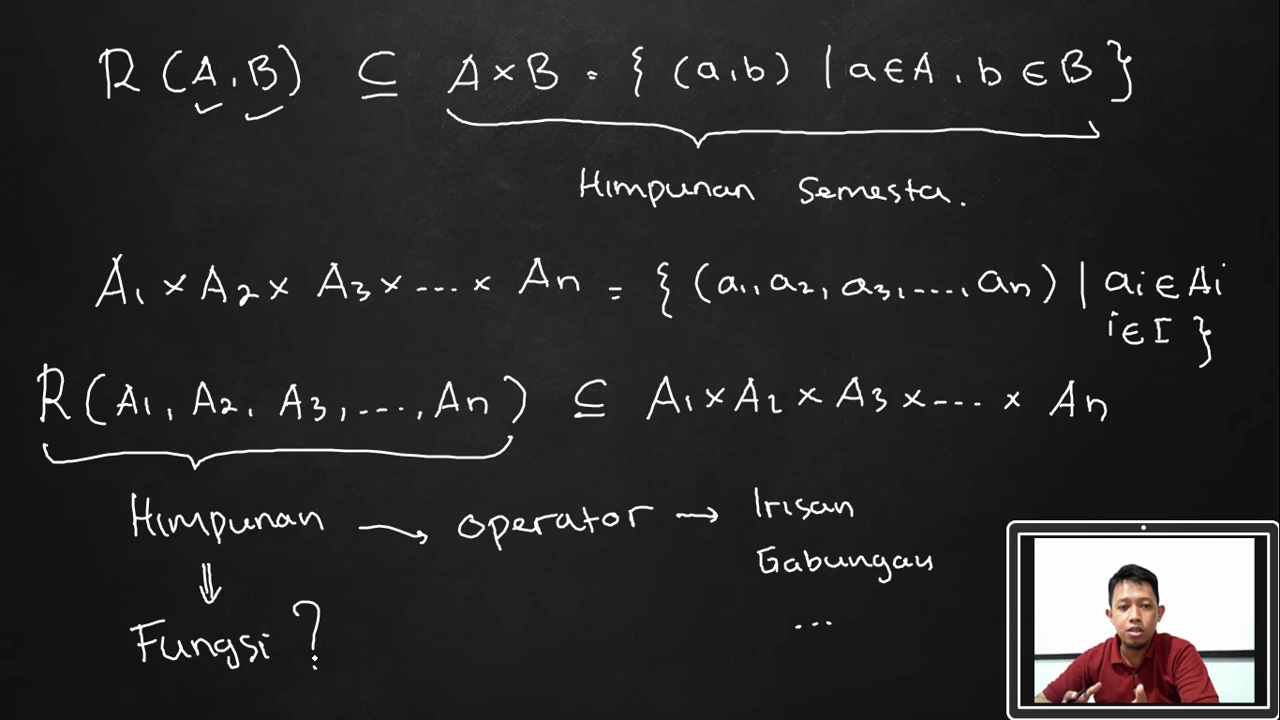 R (A, B) ⊆ A × B = { (a, b) | a ∈ A, b ∈ B }
Himpunan Semesta.
A₁ × A₂ × A₃ × ... × An = { (a₁, a₂, a₃, ..., an) | ai ∈ Ai
i ∈ I }
R (A₁, A₂, A₃, ..., An) ⊆ A₁ × A₂ × A₃ × ... × An
Himpunan → operator → Irisan
Gabungan
...
⇓
Fungsi ?